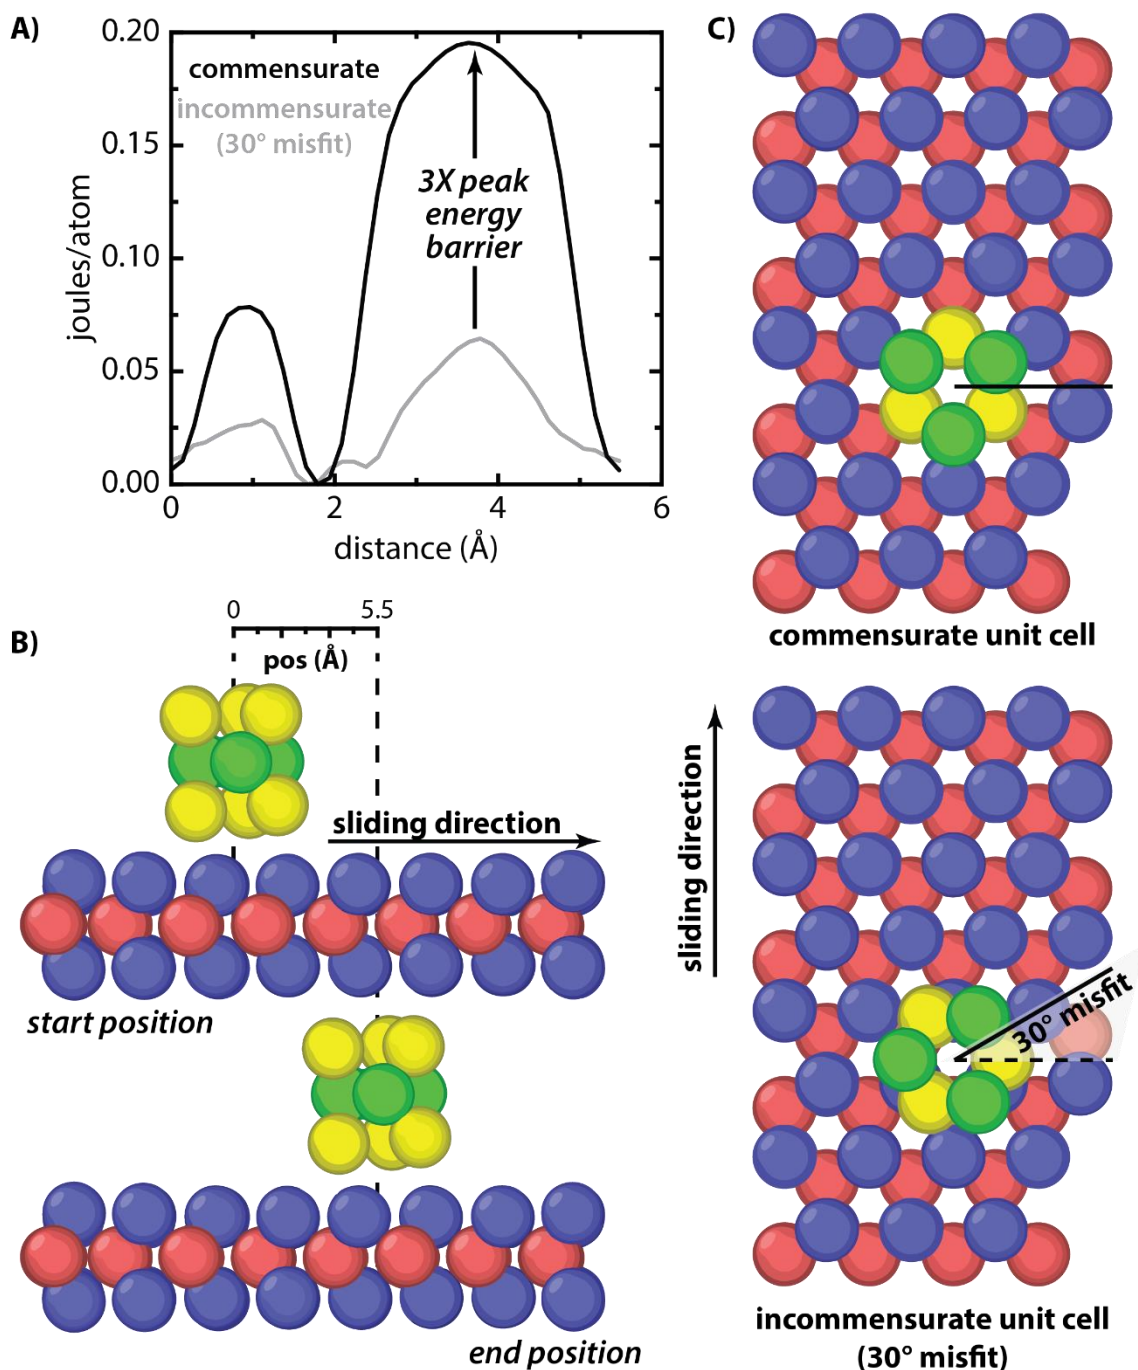 A)
0.20
0.15
0.10
0.05
0.00
joules/atom
commensurate
incommensurate
(30° misfit)
3X peak
energy
barrier
0
2
4
6
distance (Å)
B)
0
5.5
pos (Å)
sliding direction
start position
end position
C)
commensurate unit cell
sliding direction
30° misfit
incommensurate unit cell
(30° misfit)